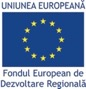 UNIUNEA EUROPEANĂ
Fondul European de
Dezvoltare Regională